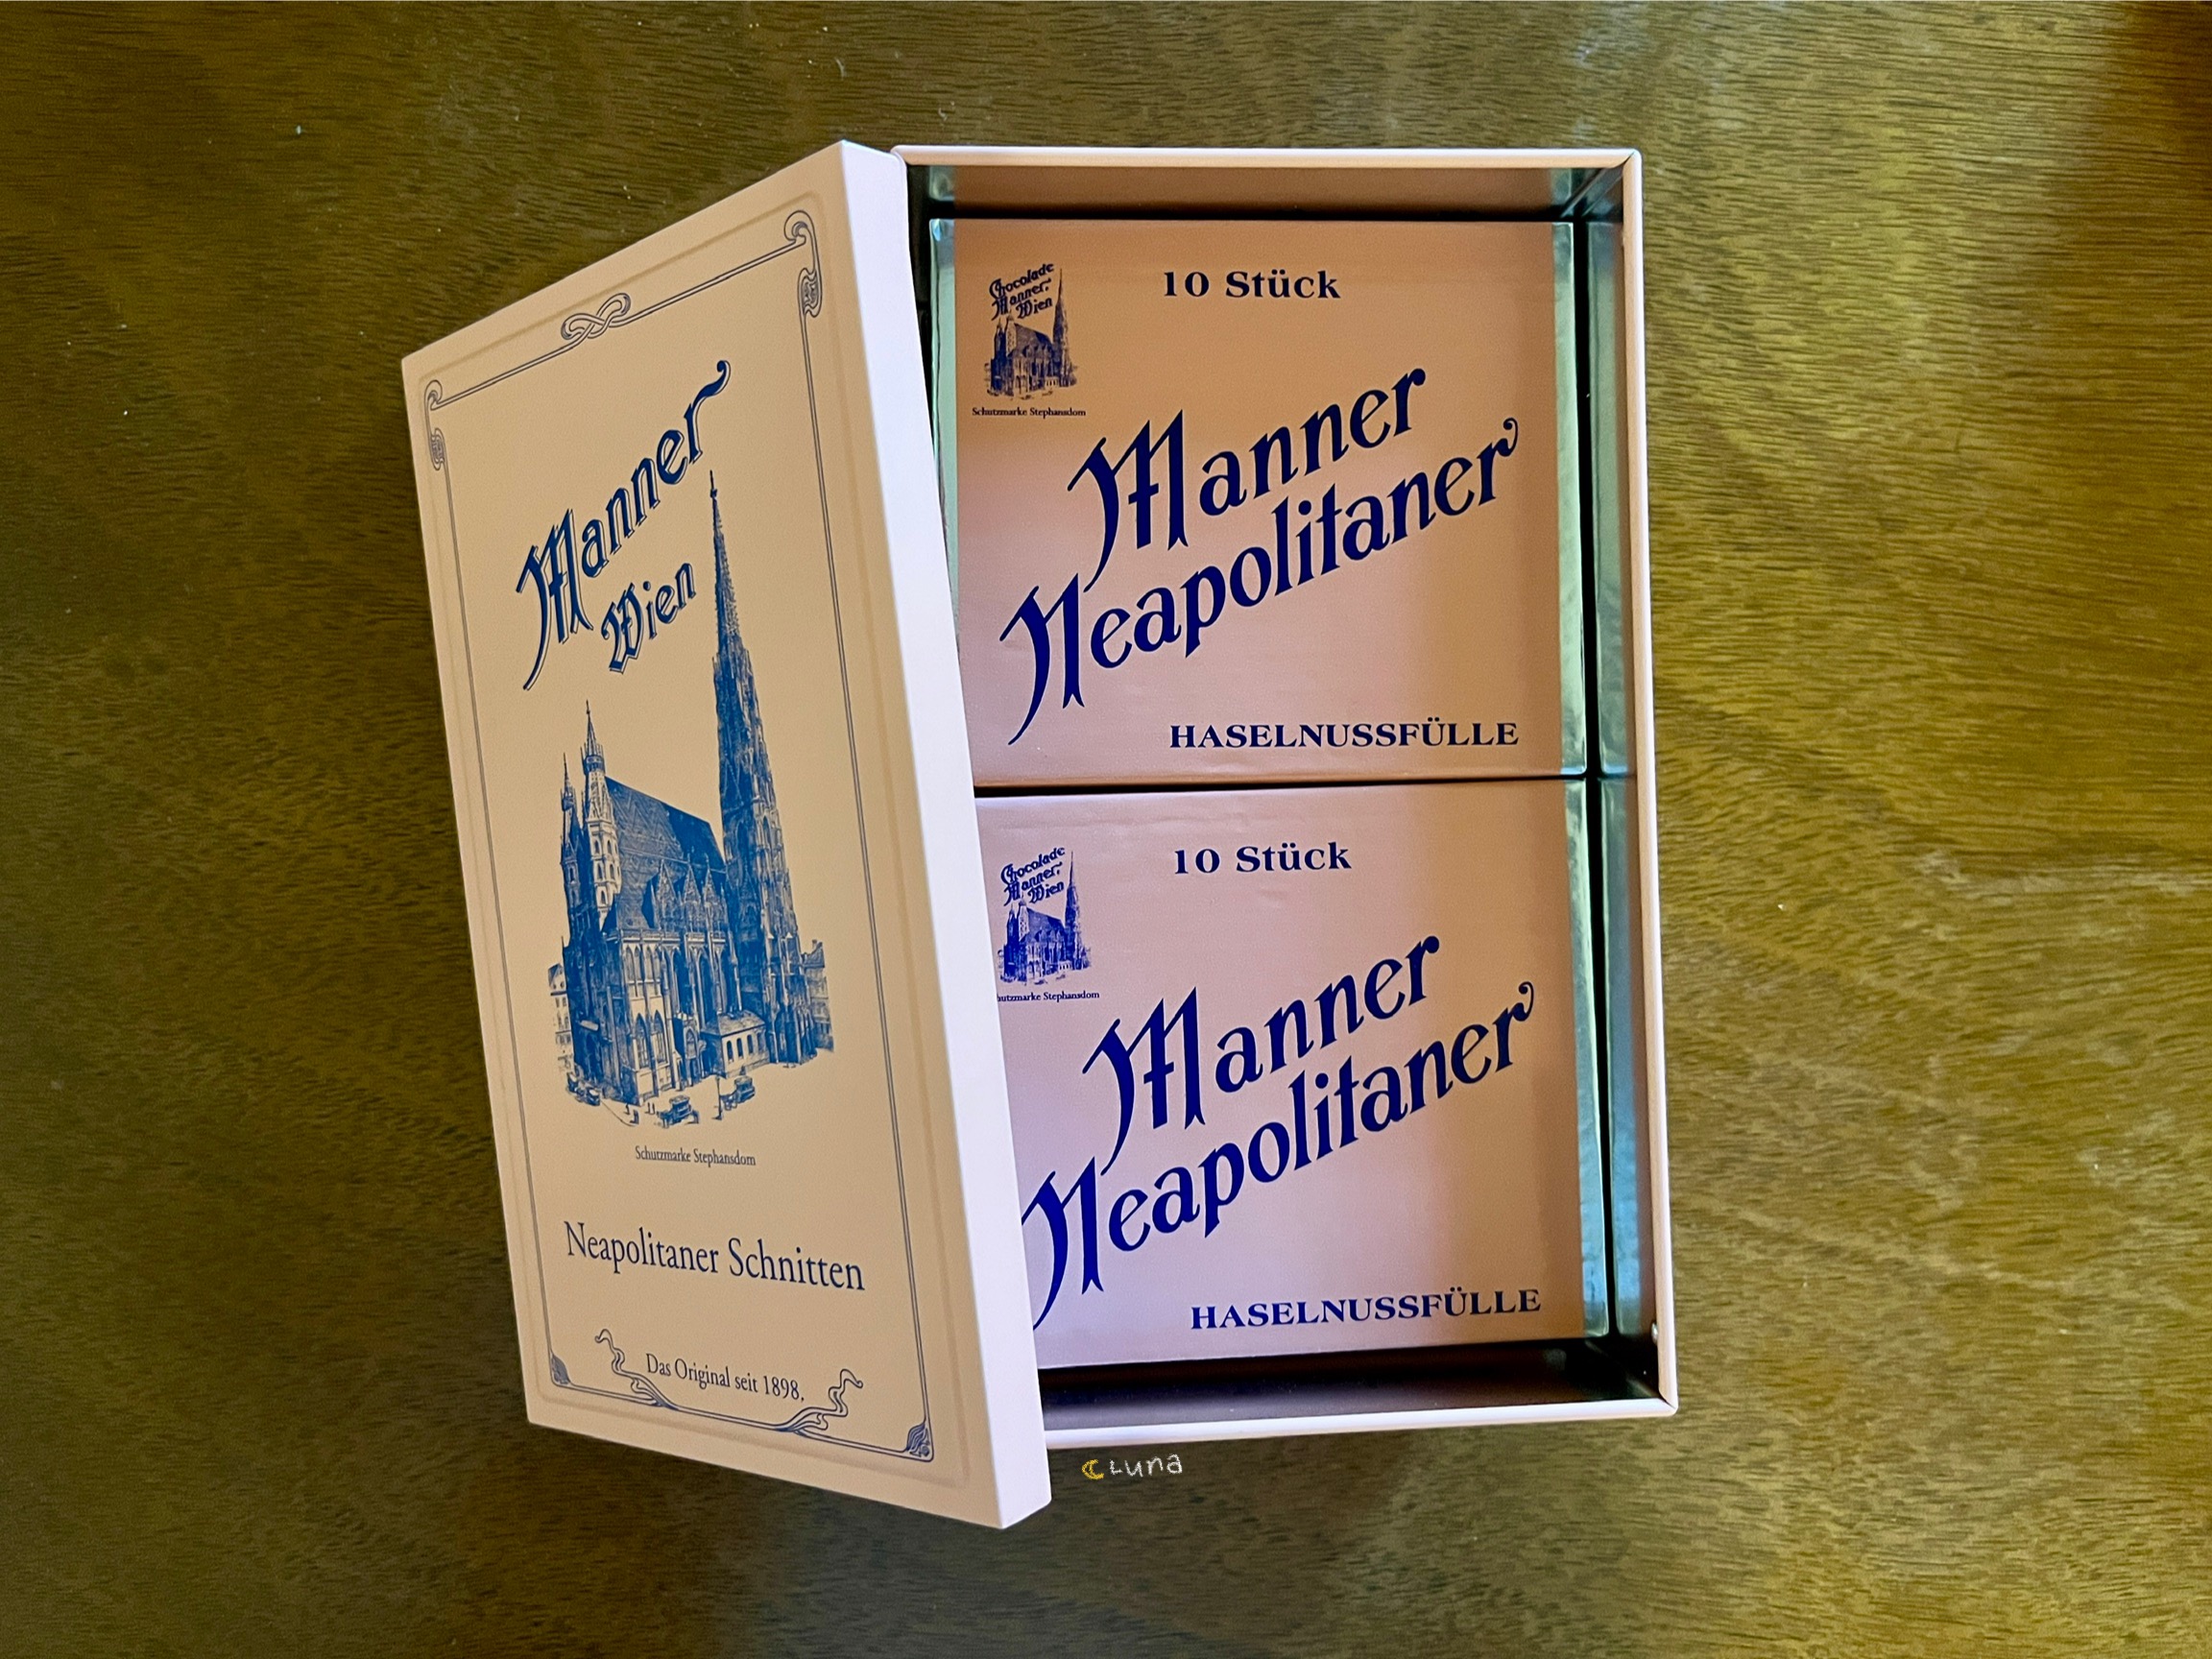 Manner
Wien
Schutzmarke Stephansdom
Neapolitaner Schnitten
Das Original seit 1898.
Chocolade
Manner,
Wien
Schutzmarke Stephansdom
10 Stück
Manner
Neapolitaner
HASELNUSSFÜLLE
Chocolade
Manner,
Wien
Stephansdom
10 Stück
Manner
Neapolitaner
HASELNUSSFÜLLE
Luna